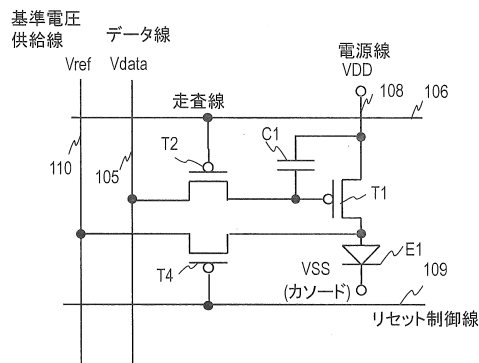 基準電圧
供給線
データ線
電源線
Vref
Vdata
VDD
走査線
108
106
C1
T2
110
105
T1
E1
VSS
T4
(カソード)
109
リセット制御線